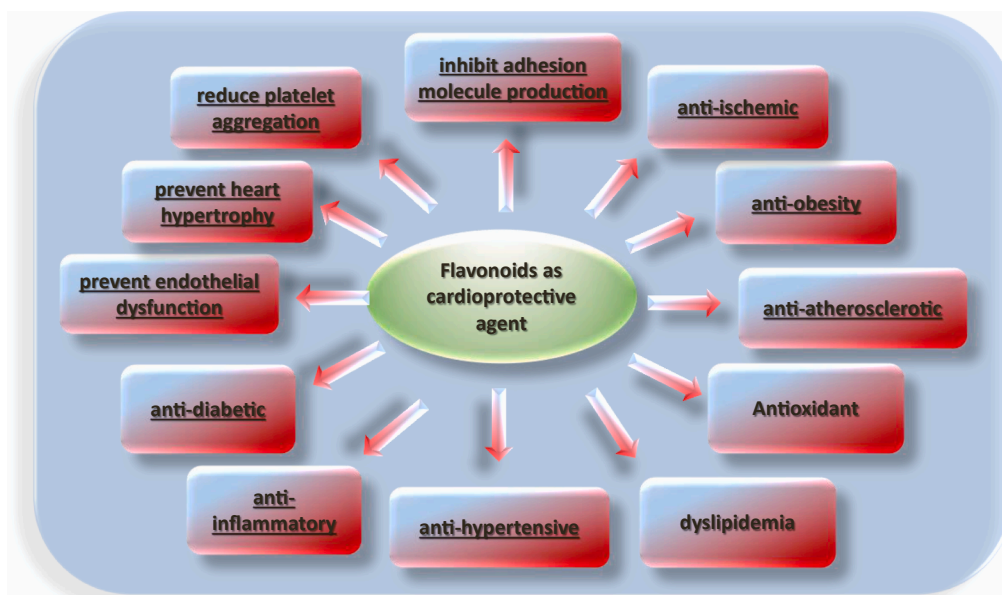 inhibit adhesion
molecule production
reduce platelet
aggregation
anti-ischemic
prevent heart
hypertrophy
anti-obesity
Flavonoids as
cardioprotective
agent
prevent endothelial
dysfunction
anti-atherosclerotic
anti-diabetic
Antioxidant
anti-
inflammatory
anti-hypertensive
dyslipidemia